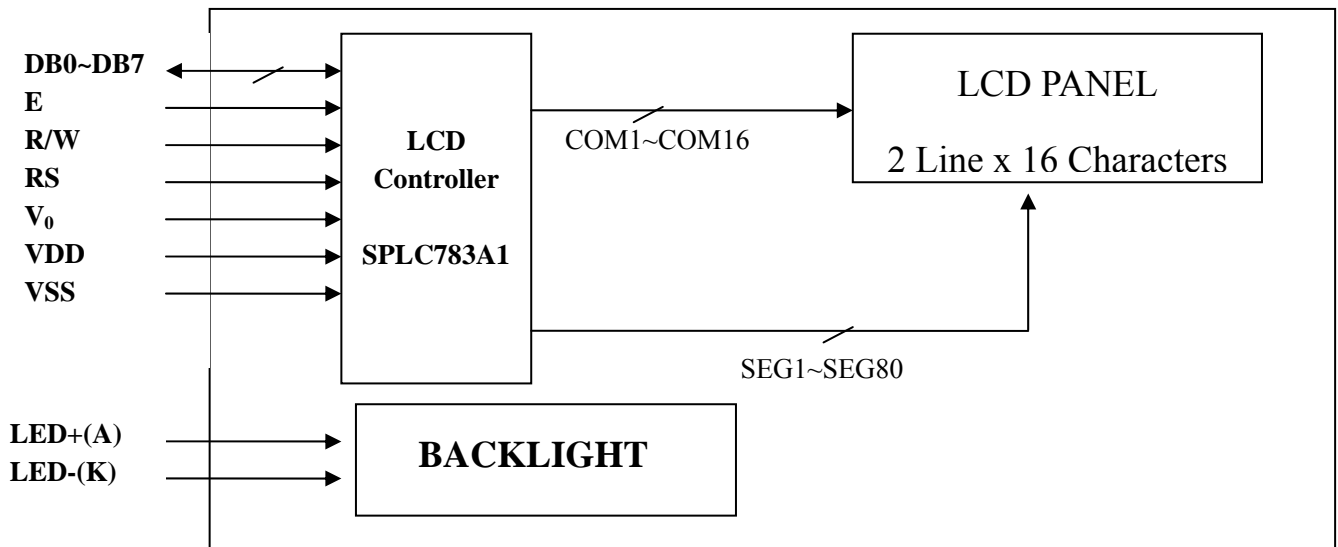 DB0~DB7
E
R/W
RS
V₀
VDD
VSS
LED+(A)
LED-(K)
LCD
Controller
SPLC783A1
COM1~COM16
SEG1~SEG80
LCD PANEL
2 Line x 16 Characters
BACKLIGHT